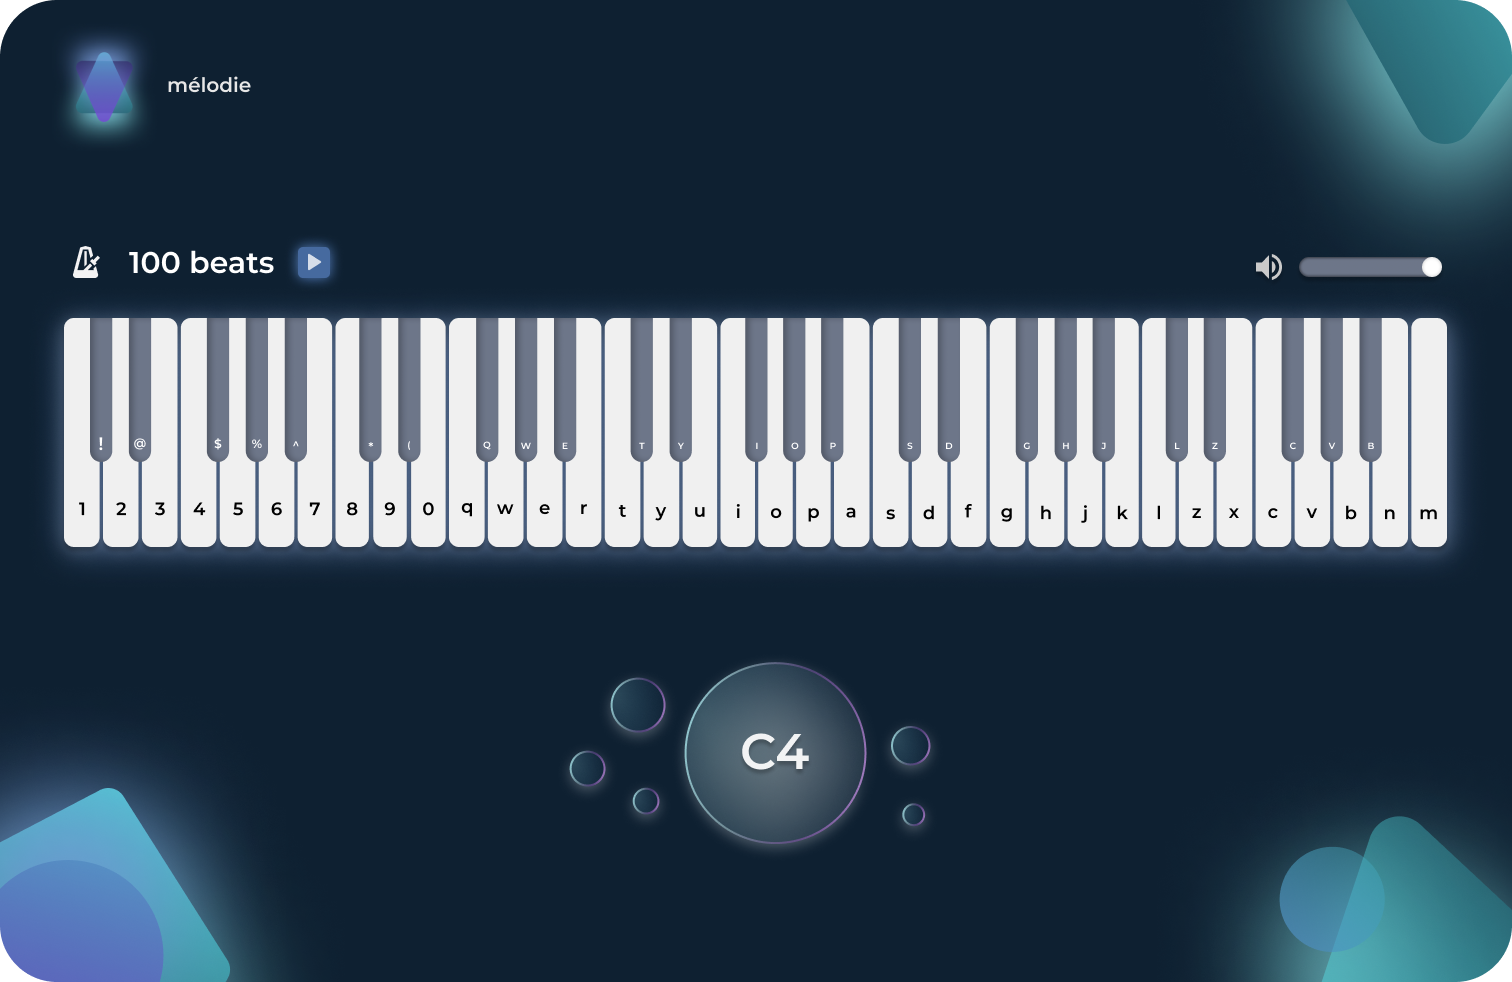 mélodie
100 beats
! @ $ % ^ * ( Q W E T Y I O P S D G H J L Z C V B
1 2 3 4 5 6 7 8 9 0 q w e r t y u i o p a s d f g h j k l z x c v b n m
C4